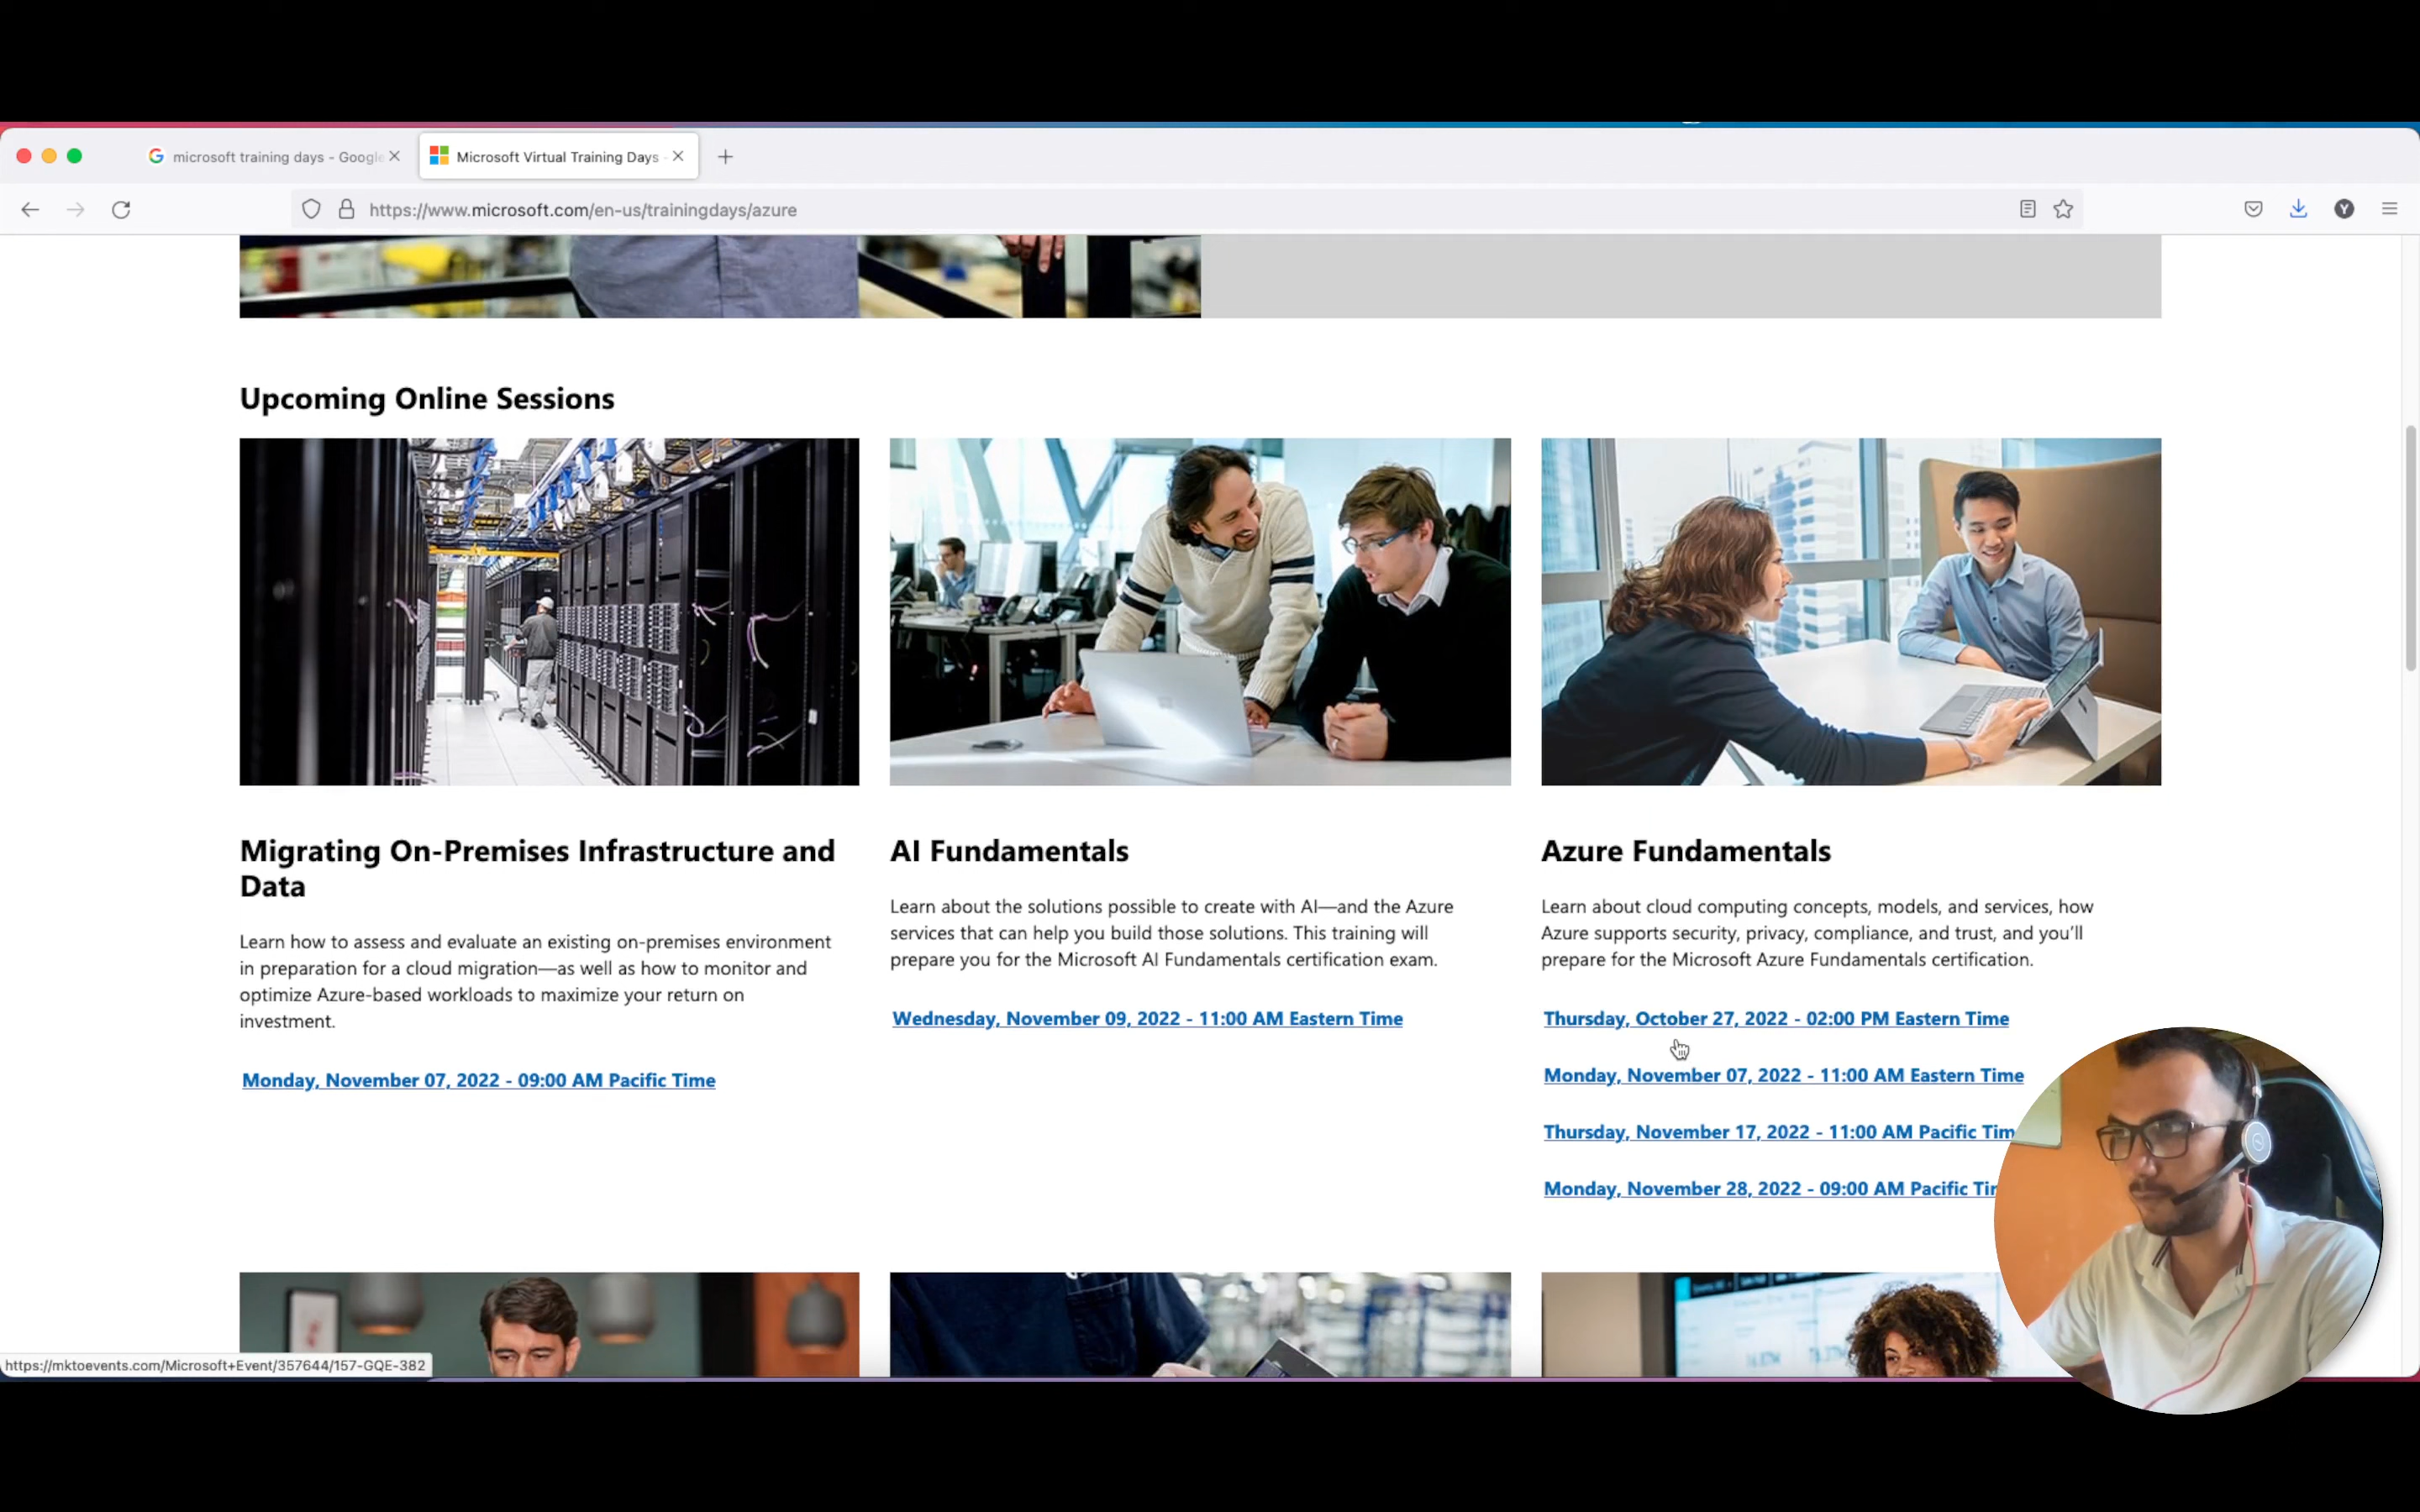 microsoft training days - Google
Microsoft Virtual Training Days -
https://www.microsoft.com/en-us/trainingdays/azure
Y
Upcoming Online Sessions
Migrating On-Premises Infrastructure and
Data
Learn how to assess and evaluate an existing on-premises environment
in preparation for a cloud migration—as well as how to monitor and
optimize Azure-based workloads to maximize your return on
investment.
Monday, November 07, 2022 - 09:00 AM Pacific Time
AI Fundamentals
Learn about the solutions possible to create with AI—and the Azure
services that can help you build those solutions. This training will
prepare you for the Microsoft AI Fundamentals certification exam.
Wednesday, November 09, 2022 - 11:00 AM Eastern Time
Azure Fundamentals
Learn about cloud computing concepts, models, and services, how
Azure supports security, privacy, compliance, and trust, and you'll
prepare for the Microsoft Azure Fundamentals certification.
Thursday, October 27, 2022 - 02:00 PM Eastern Time
Monday, November 07, 2022 - 11:00 AM Eastern Time
Thursday, November 17, 2022 - 11:00 AM Pacific Tim
Monday, November 28, 2022 - 09:00 AM Pacific Ti
https://mktoevents.com/Microsoft+Event/357644/157-GQE-382